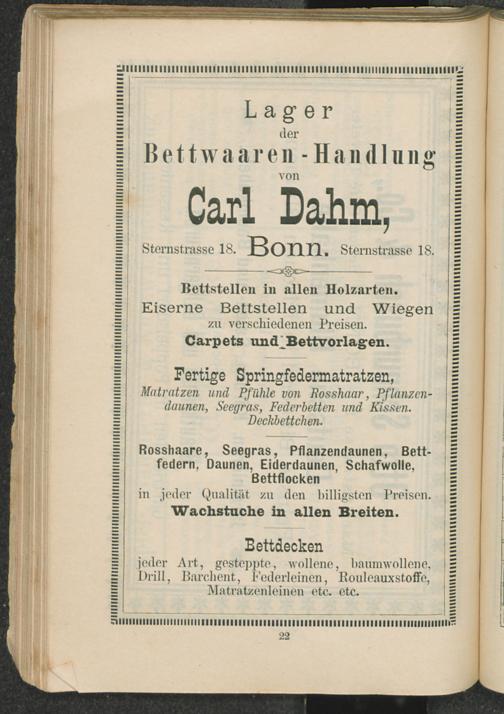 Lager
der
Bettwaaren-Handlung
von
Carl Dahm,
Sternstrasse 18. Bonn. Sternstrasse 18.
Bettstellen in allen Holzarten.
Eiserne Bettstellen und Wiegen
zu verschiedenen Preisen.
Carpets und Bettvorlagen.
Fertige Springfedermatratzen,
Matratzen und Pfühle von Rosshaar, Pflanzen-
daunen, Seegras, Federbetten und Kissen.
Deckbettchen.
Rosshaare, Seegras, Pflanzendaunen, Bett-
federn, Daunen, Eiderdaunen, Schafwolle,
Bettflocken
in jeder Qualität zu den billigsten Preisen.
Wachstuche in allen Breiten.
Bettdecken
jeder Art, gesteppte, wollene, baumwollene,
Drill, Barchent, Federleinen, Rouleauxstoffe,
Matratzenleinen etc. etc.
22